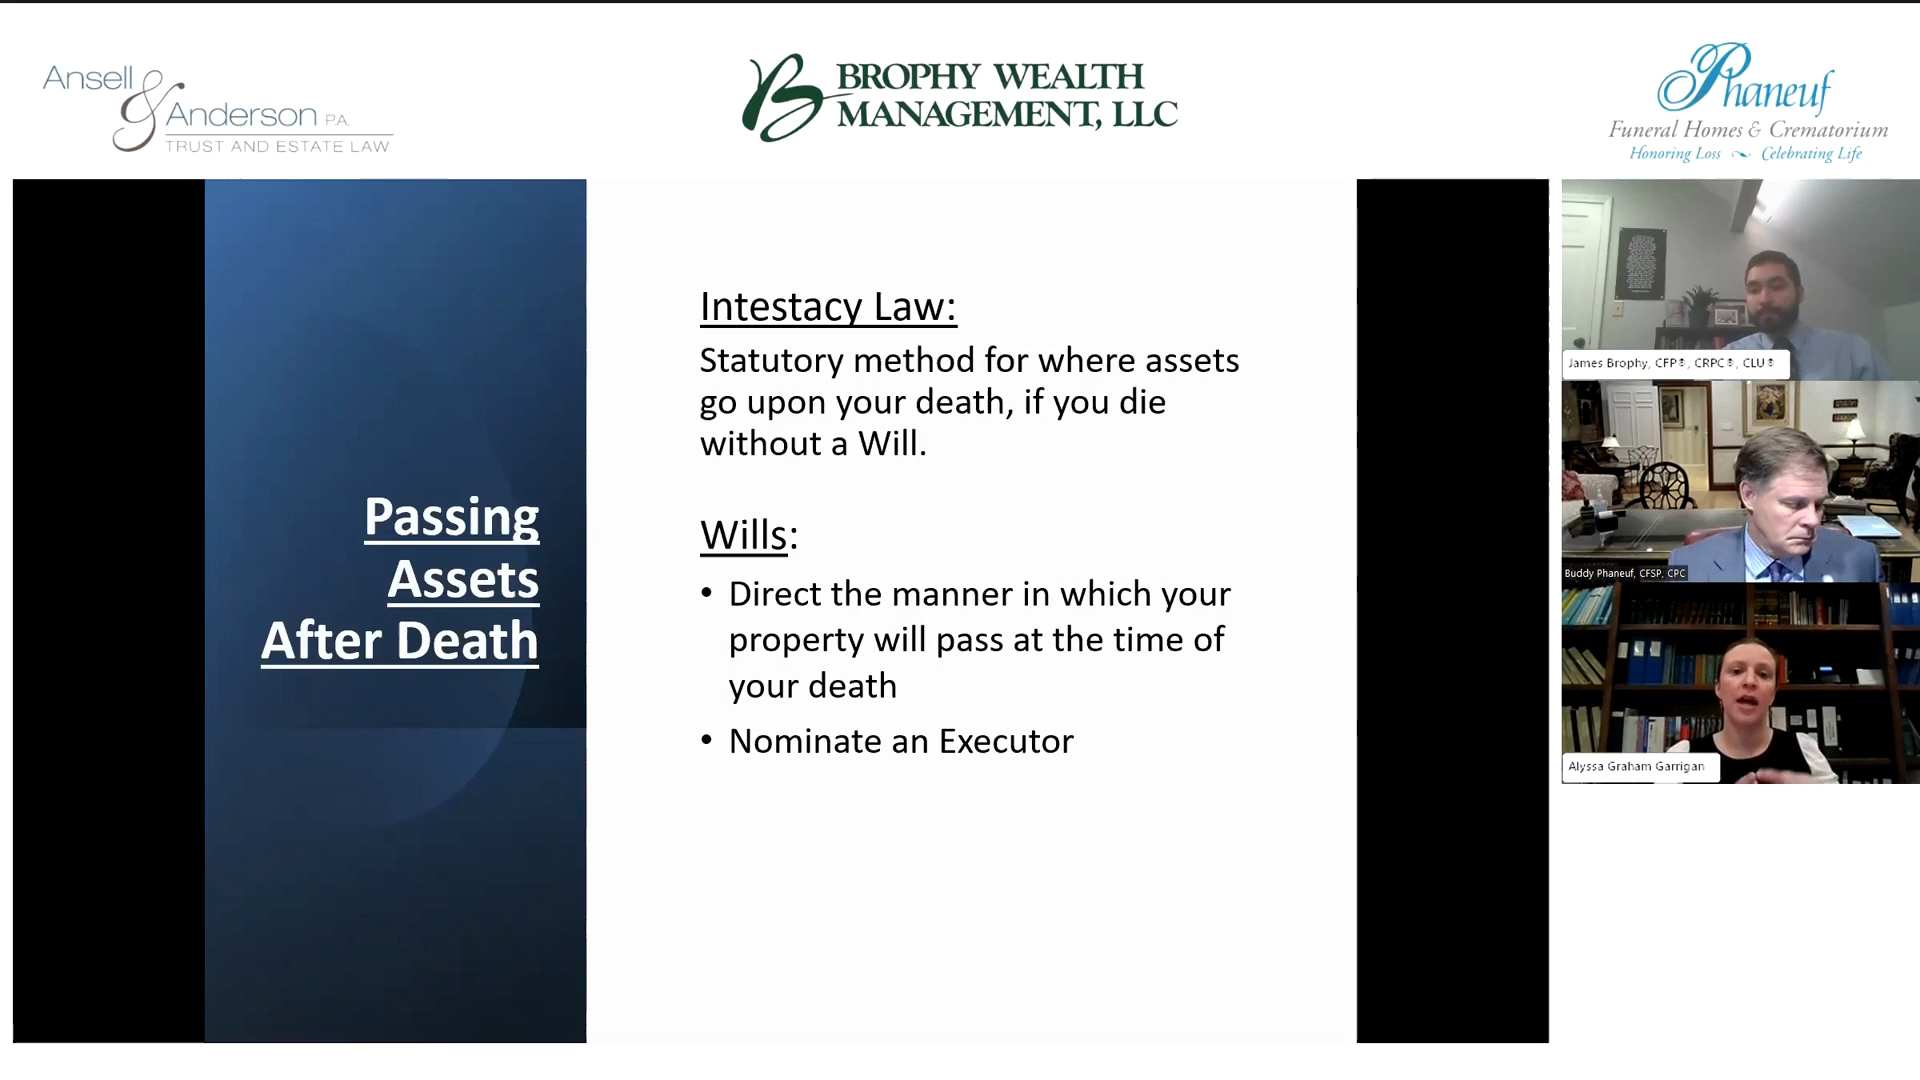 Ansell
&
Anderson P.A.
TRUST AND ESTATE LAW
B BROPHY WEALTH
MANAGEMENT, LLC
Phaneuf
Funeral Homes & Crematorium
Honoring Loss ~ Celebrating Life
Passing
Assets
After Death
Intestacy Law:
Statutory method for where assets
go upon your death, if you die
without a Will.
Wills:
• Direct the manner in which your
property will pass at the time of
your death
• Nominate an Executor
James Brophy, CFP®, CRPC®, CLU®
Buddy Phaneuf, CFSP, CPC
Alyssa Graham Garrigan